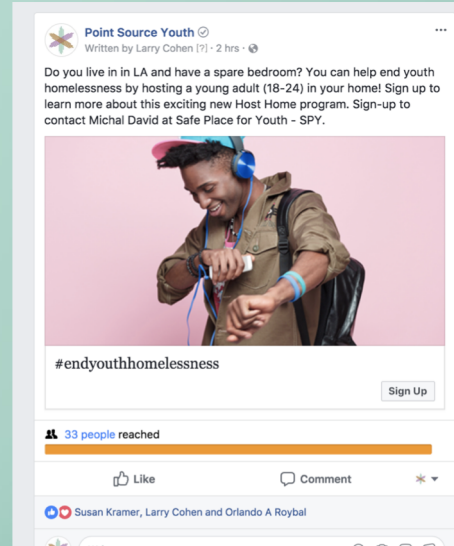 Point Source Youth
Written by Larry Cohen [?] · 2 hrs ·
Do you live in in LA and have a spare bedroom? You can help end youth
homelessness by hosting a young adult (18-24) in your home! Sign up to
learn more about this exciting new Host Home program. Sign-up to
contact Michal David at Safe Place for Youth - SPY.
#endyouthhomelessness
Sign Up
33 people reached
Like
Comment
Susan Kramer, Larry Cohen and Orlando A Roybal